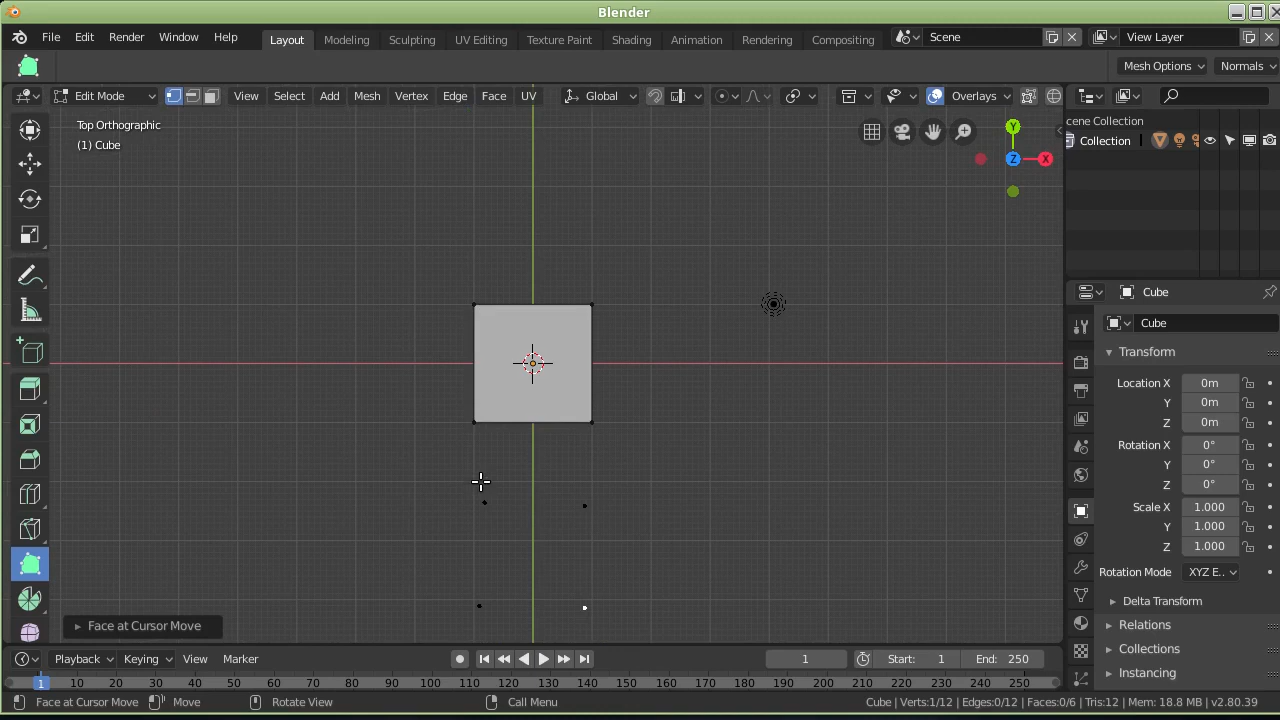 Blender
File Edit Render Window Help Layout Modeling Sculpting UV Editing Texture Paint Shading Animation Rendering Compositing Scene View Layer
Mesh Options Normals
Edit Mode View Select Add Mesh Vertex Edge Face UV Global Overlays
Top Orthographic
(1) Cube
Y
Z X
cene Collection
Collection
Cube
Cube
Transform
Location X 0m
Y 0m
Z 0m
Rotation X 0°
Y 0°
Z 0°
Scale X 1.000
Y 1.000
Z 1.000
Rotation Mode XYZ E..
Delta Transform
Relations
Collections
Instancing
Face at Cursor Move
Playback Keying View Marker 1 Start: 1 End: 250
1 10 20 30 40 50 60 70 80 90 100 110 120 130 140 150 160 170 180 190 200 210 220 230 240 250
Face at Cursor Move Move Rotate View Call Menu Cube | Verts:1/12 | Edges:0/12 | Faces:0/6 | Tris:12 | Mem: 18.8 MB | v2.80.39